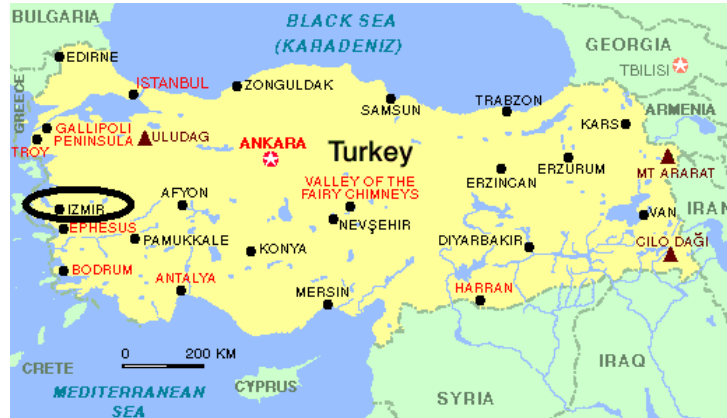 BULGARIA
BLACK SEA
(KARADENIZ)
GEORGIA
TBILISI
EDIRNE
ISTANBUL
ZONGULDAK
SAMSUN
TRABZON
ARMENIA
KARS
GREECE
GALLIPOLI
PENINSULA
TROY
ULUDAG
ANKARA
Turkey
ERZINCAN
ERZURUM
MT ARARAT
VALLEY OF THE
FAIRY CHIMNEYS
IZMIR
AFYON
NEVŞEHIR
VAN
IRAN
EPHESUS
PAMUKKALE
KONYA
DIYARBAKIR
CILO DAĞI
BODRUM
ANTALYA
MERSIN
HARRAN
CRETE
0 200 KM
MEDITERRANEAN
SEA
CYPRUS
SYRIA
IRAQ